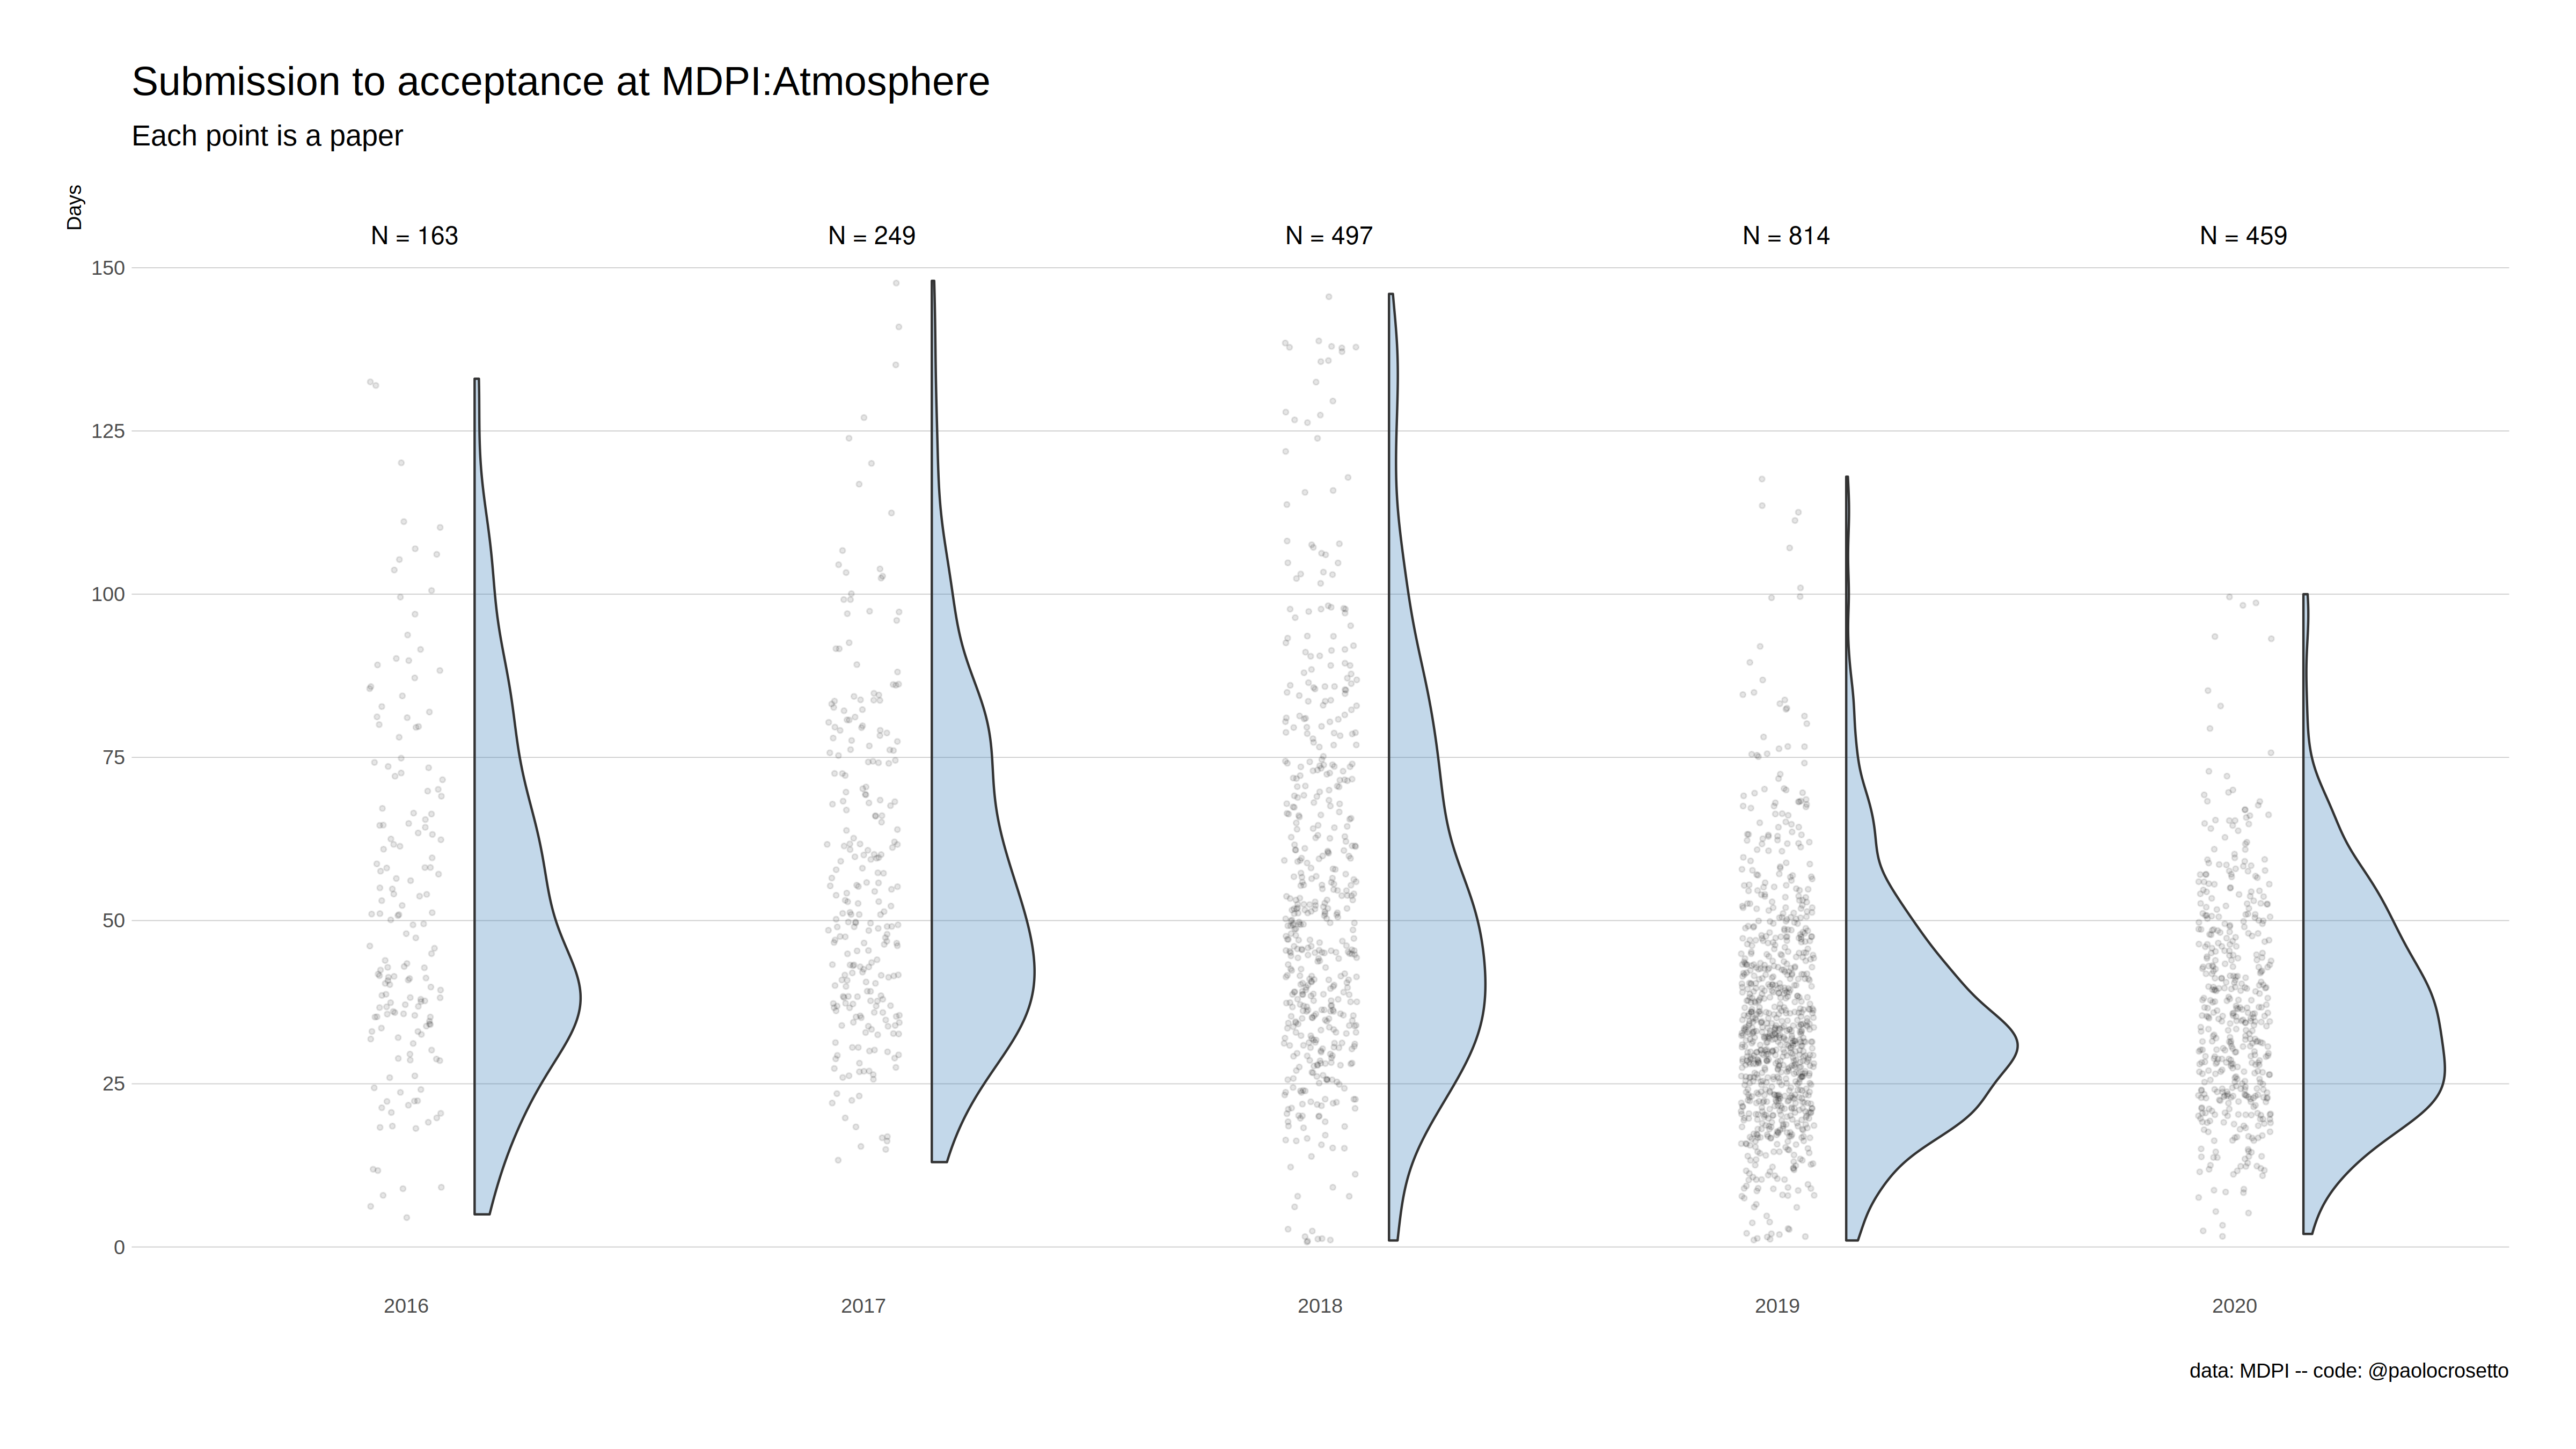 Submission to acceptance at MDPI:Atmosphere
Each point is a paper
Days
N = 163 N = 249 N = 497 N = 814 N = 459
150
125
100
75
50
25
0
2016 2017 2018 2019 2020
data: MDPI -- code: @paolocrosetto